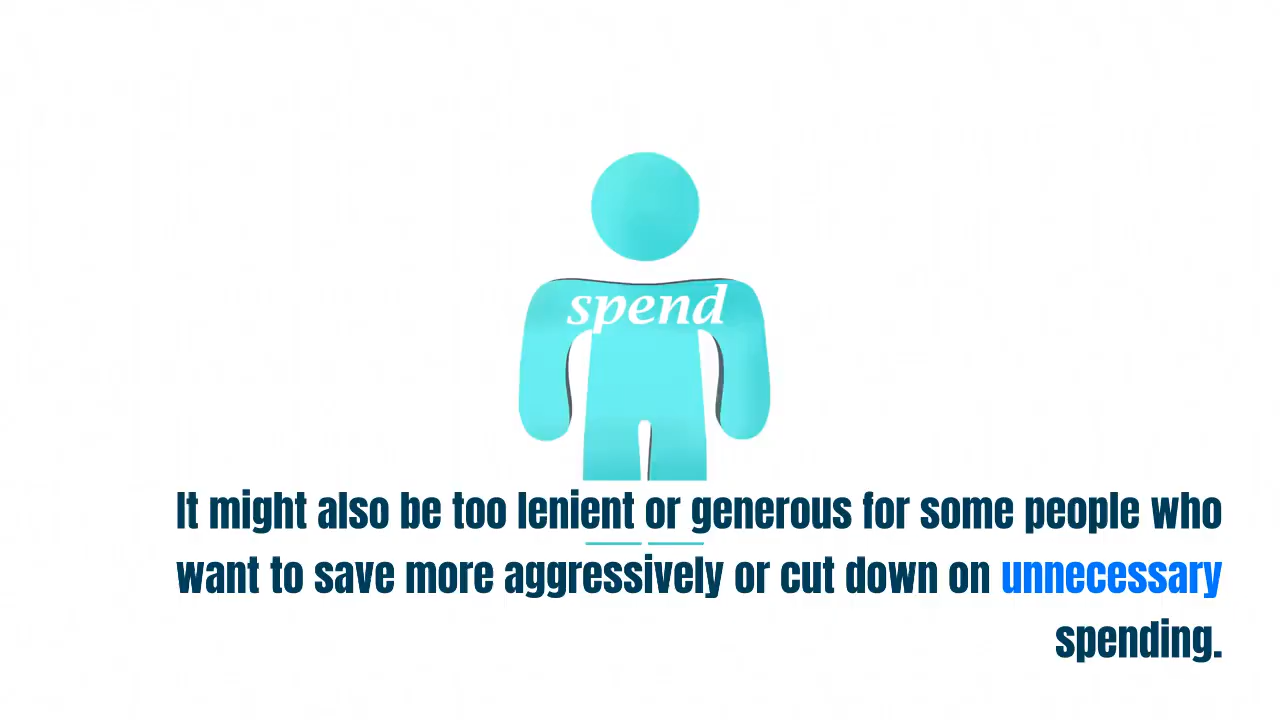 spend
It might also be too lenient or generous for some people who
want to save more aggressively or cut down on unnecessary
spending.